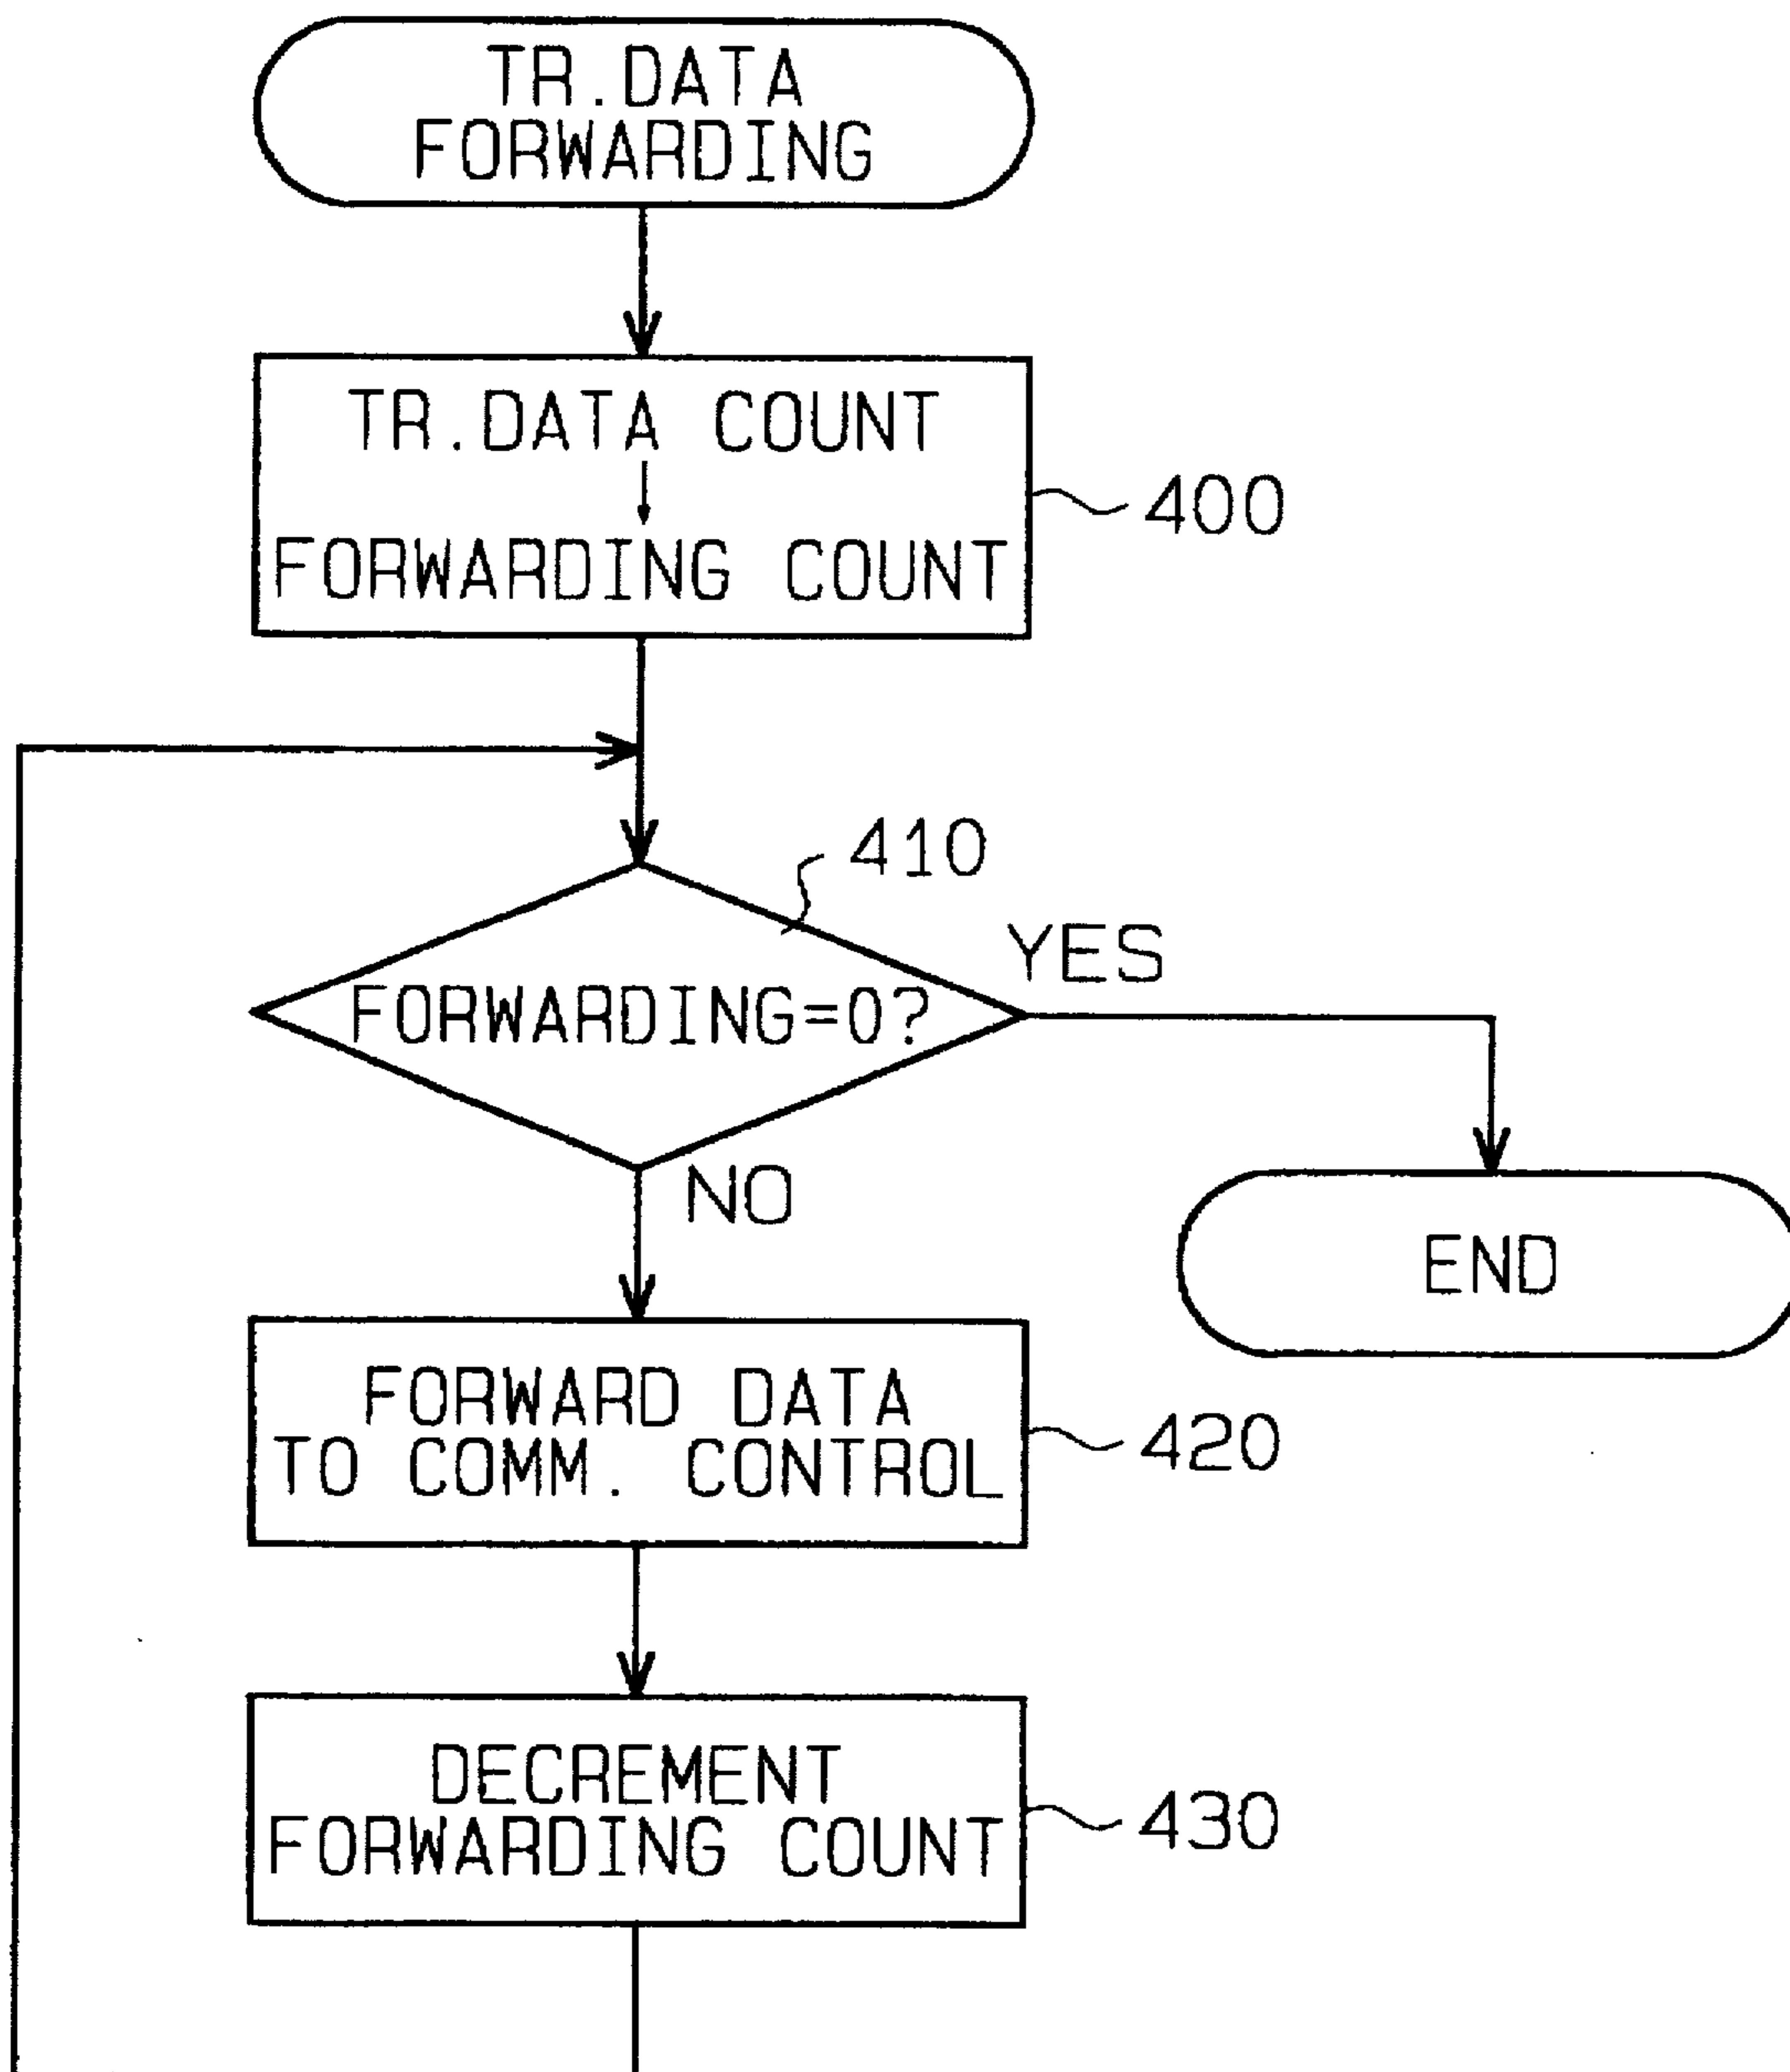 TR.DATA
FORWARDING
TR.DATA COUNT
FORWARDING COUNT
400
410
YES
FORWARDING=0?
NO
END
FORWARD DATA
TO COMM. CONTROL
420
DECREMENT
FORWARDING COUNT
430